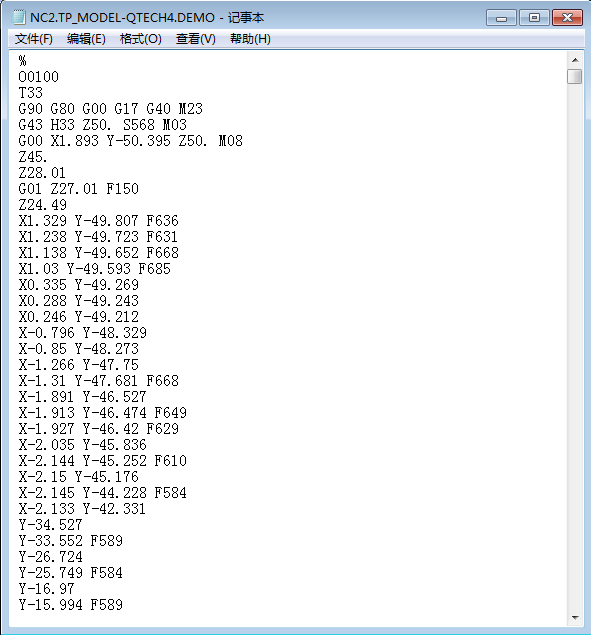 NC2.TP_MODEL-QTECH4.DEMO - 记事本
文件(F) 编辑(E) 格式(O) 查看(V) 帮助(H)
%
O0100
T33
G90 G80 G00 G17 G40 M23
G43 H33 Z50. S568 M03
G00 X1.893 Y-50.395 Z50. M08
Z45.
Z28.01
G01 Z27.01 F150
Z24.49
X1.329 Y-49.807 F636
X1.238 Y-49.723 F631
X1.138 Y-49.652 F668
X1.03 Y-49.593 F685
X0.335 Y-49.269
X0.288 Y-49.243
X0.246 Y-49.212
X-0.796 Y-48.329
X-0.85 Y-48.273
X-1.266 Y-47.75
X-1.31 Y-47.681 F668
X-1.891 Y-46.527
X-1.913 Y-46.474 F649
X-1.927 Y-46.42 F629
X-2.035 Y-45.836
X-2.144 Y-45.252 F610
X-2.15 Y-45.176
X-2.145 Y-44.228 F584
X-2.133 Y-42.331
Y-34.527
Y-33.552 F589
Y-26.724
Y-25.749 F584
Y-16.97
Y-15.994 F589